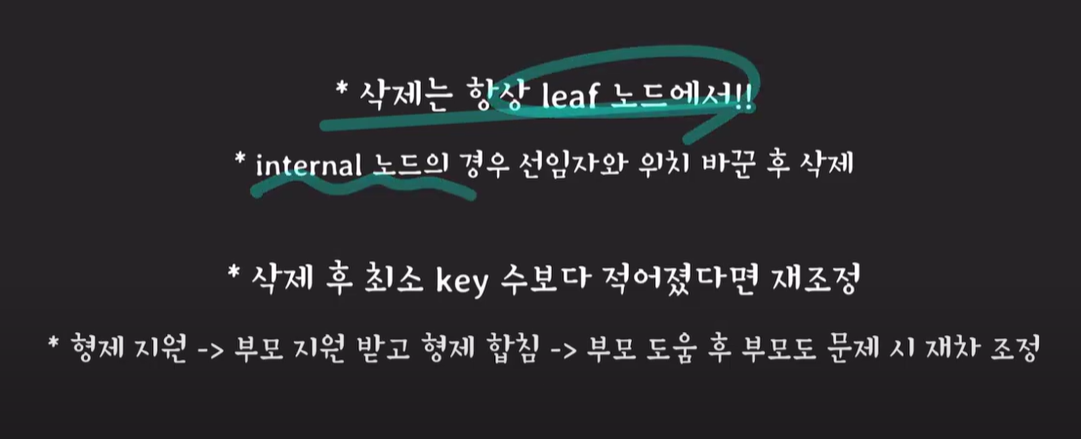 * 삭제는 항상 leaf 노드에서!!
* internal 노드의 경우 선임자와 위치 바꾼 후 삭제
* 삭제 후 최소 key 수보다 적어졌다면 재조정
* 형제 지원 -> 부모 지원 받고 형제 합침 -> 부모 도움 후 부모도 문제 시 재차 조정